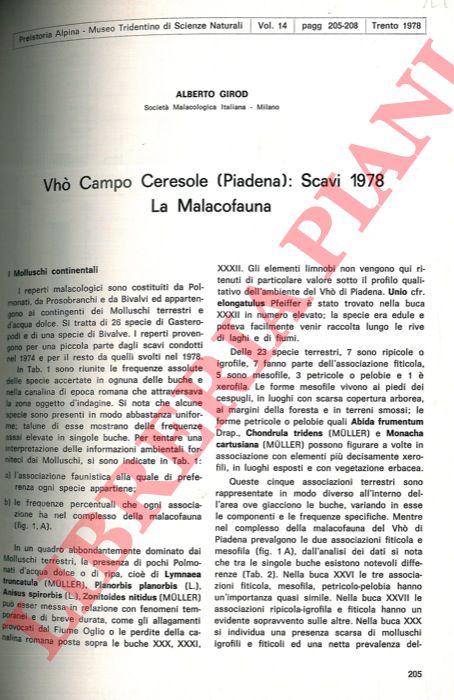 Preistoria Alpina - Museo Tridentino di Scienze Naturali | Vol. 14 | pagg 205-208 | Trento 1978
ALBERTO GIROD
Società Malacologica Italiana - Milano
Vhò Campo Ceresole (Piadena): Scavi 1978
La Malacofauna
I Molluschi continentali
I reperti malacologici sono costituiti da Pol-
monati, da Prosobranchi e da Bivalvi ed apparten-
gono ai contingenti dei Molluschi terrestri e
d'acqua dolce. Si tratta di 26 specie di Gastero-
podi e di una specie di Bivalve. I reperti proven-
gono per una piccola parte dagli scavi condotti
nel 1974 e per il resto da quelli svolti nel 1978.
In Tab. 1 sono riunite le frequenze assolute
delle specie accertate in ognuna delle buche e
nella canalina di epoca romana che attraversava
la zona oggetto d'indagine. Si nota che alcune
specie sono presenti in modo abbastanza unifor-
me; talune di esse mostrano delle frequenze
assai elevate in singole buche. Per tentare una
interpretazione delle informazioni ambientali for-
niteci dai Molluschi, si sono indicate in Tab. 1:
a) l'associazione faunistica alla quale di prefe-
renza ogni specie appartiene;
b) le frequenze percentuali che ogni associa-
zione ha nel complesso della malacofauna
(fig. 1, A).
In un quadro abbondantemente dominato dai
Molluschi terrestri, la presenza di pochi Polmo-
nati d'acqua dolce o di ripa, cioè di Lymnaea
truncatula (MÜLLER), Planorbis planorbis (L.),
Anisus spirorbis (L.), Zonitoides nitidus (MÜLLER)
può esser messa in relazione con fenomeni tem-
poranei e di breve durata, come gli allagamenti
provocati dal Fiume Oglio o le perdite della ca-
nalina romana posta sopra le buche XXX, XXXI,
XXXII. Gli elementi limnobi non vengono qui ri-
tenuti di particolare valore sotto il profilo quali-
tativo dell'ambiente del Vhò di Piadena. Unio cfr.
elongatulus Pfeiffer è stato trovato nella buca
XXXII in numero elevato; la specie era edule e
poteva facilmente venir raccolta lungo le rive
di laghi e di fiumi.
Delle 23 specie terrestri, 7 sono ripicole o
igrofile, 7 fanno parte dell'associazione fiticola,
5 sono mesofile, 3 petricole o pelobie e 1 è
xerofila. Le forme mesofile vivono ai piedi dei
cespugli, in luoghi con scarsa copertura arborea,
ai margini della foresta e in terreni smossi; le
forme petricole o pelobie quali Abida frumentum
Drap., Chondrula tridens (MÜLLER) e Monacha
cartusiana (MÜLLER) possono figurare a volte in
associazione con elementi più decisamente xero-
fili, in luoghi esposti e con vegetazione erbacea.
Queste cinque associazioni terrestri sono
rappresentate in modo diverso all'interno del-
l'area ove giacciono le buche, variando in esse
le componenti e le frequenze specifiche. Mentre
nel complesso della malacofauna del Vhò di
Piadena prevalgono le due associazioni fiticola e
mesofila (fig. 1 A), dall'analisi dei dati si nota
che tra le singole buche esistono notevoli diffe-
renze (Tab. 2). Nella buca XXVI le tre associa-
zioni fiticola, mesofila, petricolo-pelobia hanno
un'importanza quasi simile. Nella buca XXVII le
associazioni ripicola-igrofila e fiticola hanno un
evidente sopravvento sulle altre. Nella buca XXX
si individua una presenza scarsa di molluschi
igrofili e fiticoli ed una netta prevalenza del-
205
LIBRERIA PIANI